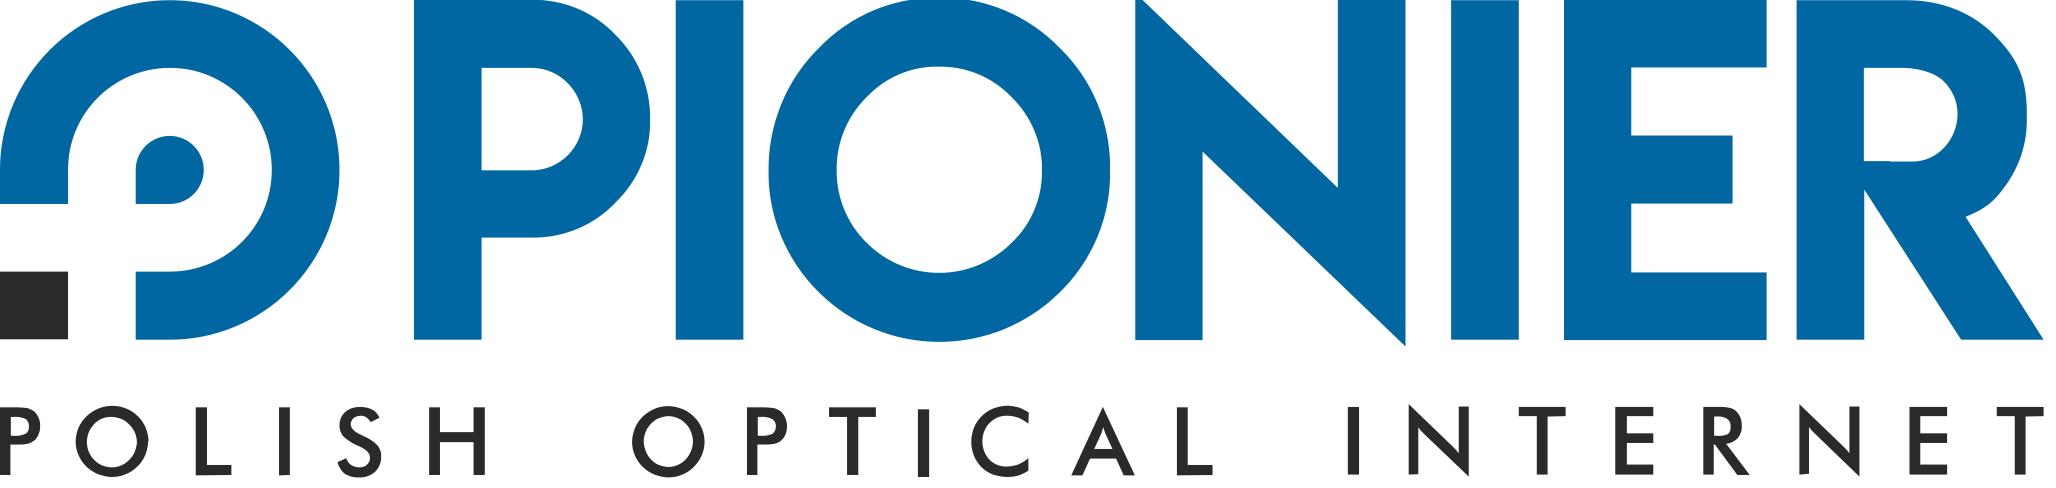 PIONIER
POLISH OPTICAL INTERNET